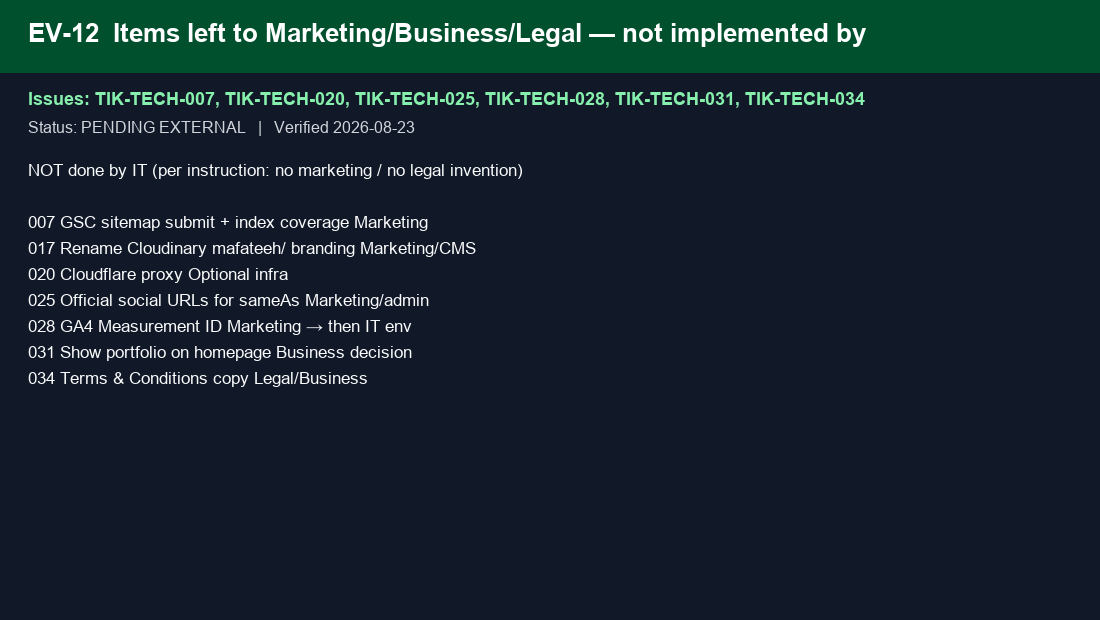 EV-12  Items left to Marketing/Business/Legal — not implemented by
Issues: TIK-TECH-007, TIK-TECH-020, TIK-TECH-025, TIK-TECH-028, TIK-TECH-031, TIK-TECH-034
Status: PENDING EXTERNAL  |  Verified 2026-08-23
NOT done by IT (per instruction: no marketing / no legal invention)
007 GSC sitemap submit + index coverage Marketing
017 Rename Cloudinary mafateeh/ branding Marketing/CMS
020 Cloudflare proxy Optional infra
025 Official social URLs for sameAs Marketing/admin
028 GA4 Measurement ID Marketing → then IT env
031 Show portfolio on homepage Business decision
034 Terms & Conditions copy Legal/Business